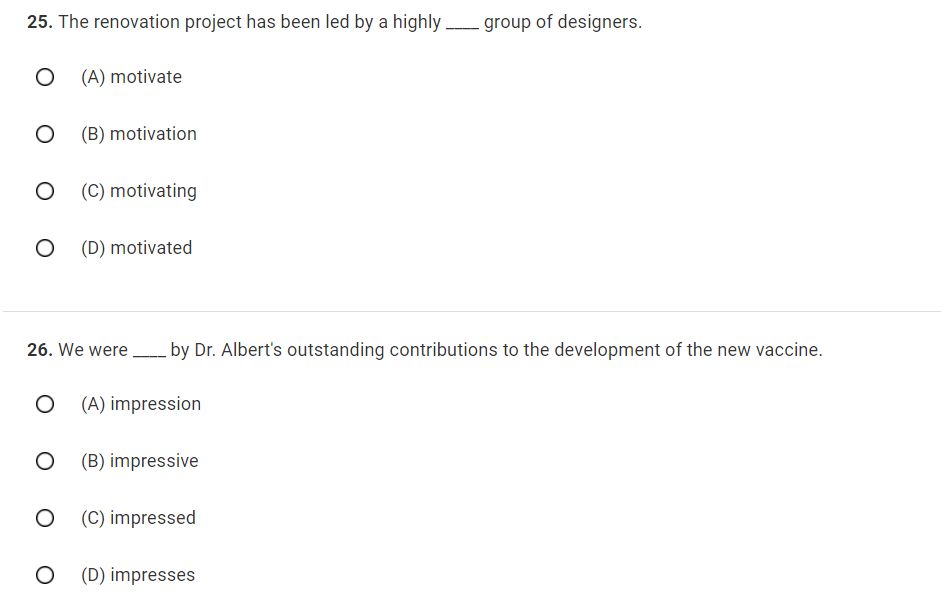 25. The renovation project has been led by a highly ____ group of designers.
(A) motivate
(B) motivation
(C) motivating
(D) motivated
26. We were ____ by Dr. Albert's outstanding contributions to the development of the new vaccine.
(A) impression
(B) impressive
(C) impressed
(D) impresses